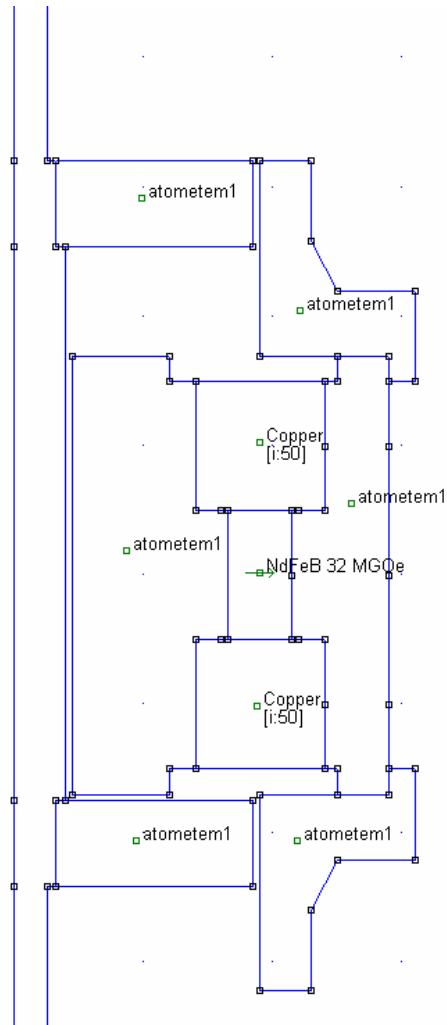 atometem1
atometem1
Copper
[i:50]
atometem1
atometem1
NdFeB 32 MGOe
Copper
[i:50]
atometem1
atometem1